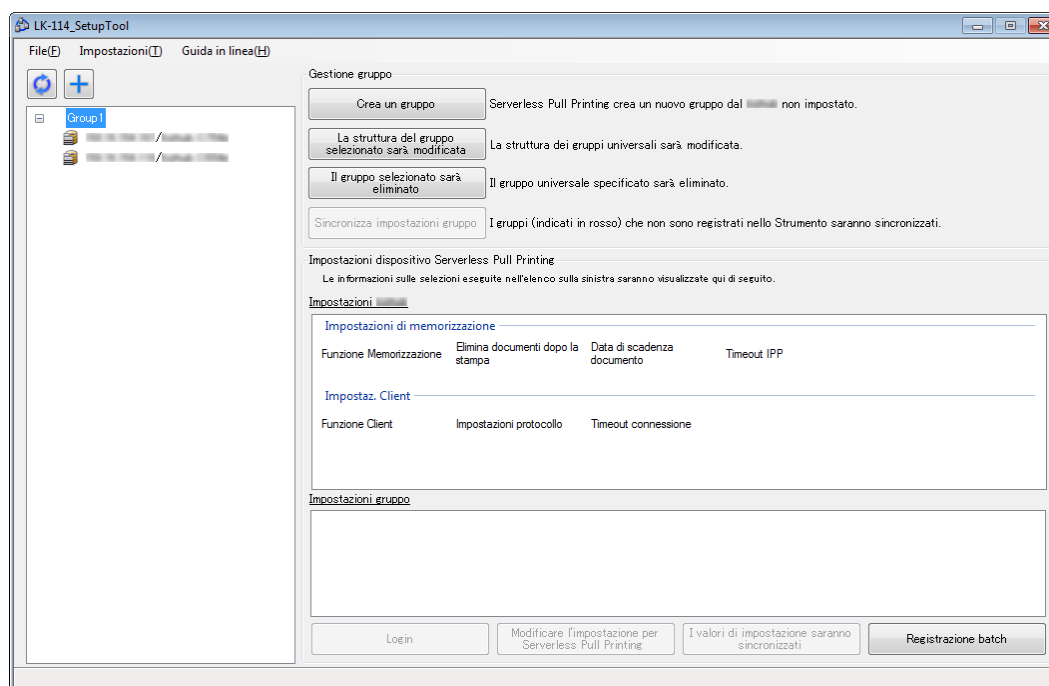 LK-114_SetupTool
File(F) Impostazioni(T) Guida in linea(H)
Group1
/
/
Gestione gruppo
Crea un gruppo
Serverless Pull Printing crea un nuovo gruppo dal non impostato.
La struttura del gruppo
selezionato sarà modificata
La struttura dei gruppi universali sarà modificata.
Il gruppo selezionato sarà
eliminato
Il gruppo universale specificato sarà eliminato.
Sincronizza impostazioni gruppo
I gruppi (indicati in rosso) che non sono registrati nello Strumento saranno sincronizzati.
Impostazioni dispositivo Serverless Pull Printing
Le informazioni sulle selezioni eseguite nell'elenco sulla sinistra saranno visualizzate qui di seguito.
Impostazioni
Impostazioni di memorizzazione
Funzione Memorizzazione
Elimina documenti dopo la
stampa
Data di scadenza
documento
Timeout IPP
Impostaz. Client
Funzione Client
Impostazioni protocollo
Timeout connessione
Impostazioni gruppo
Login
Modificare l'impostazione per
Serverless Pull Printing
I valori di impostazione saranno
sincronizzati
Registrazione batch